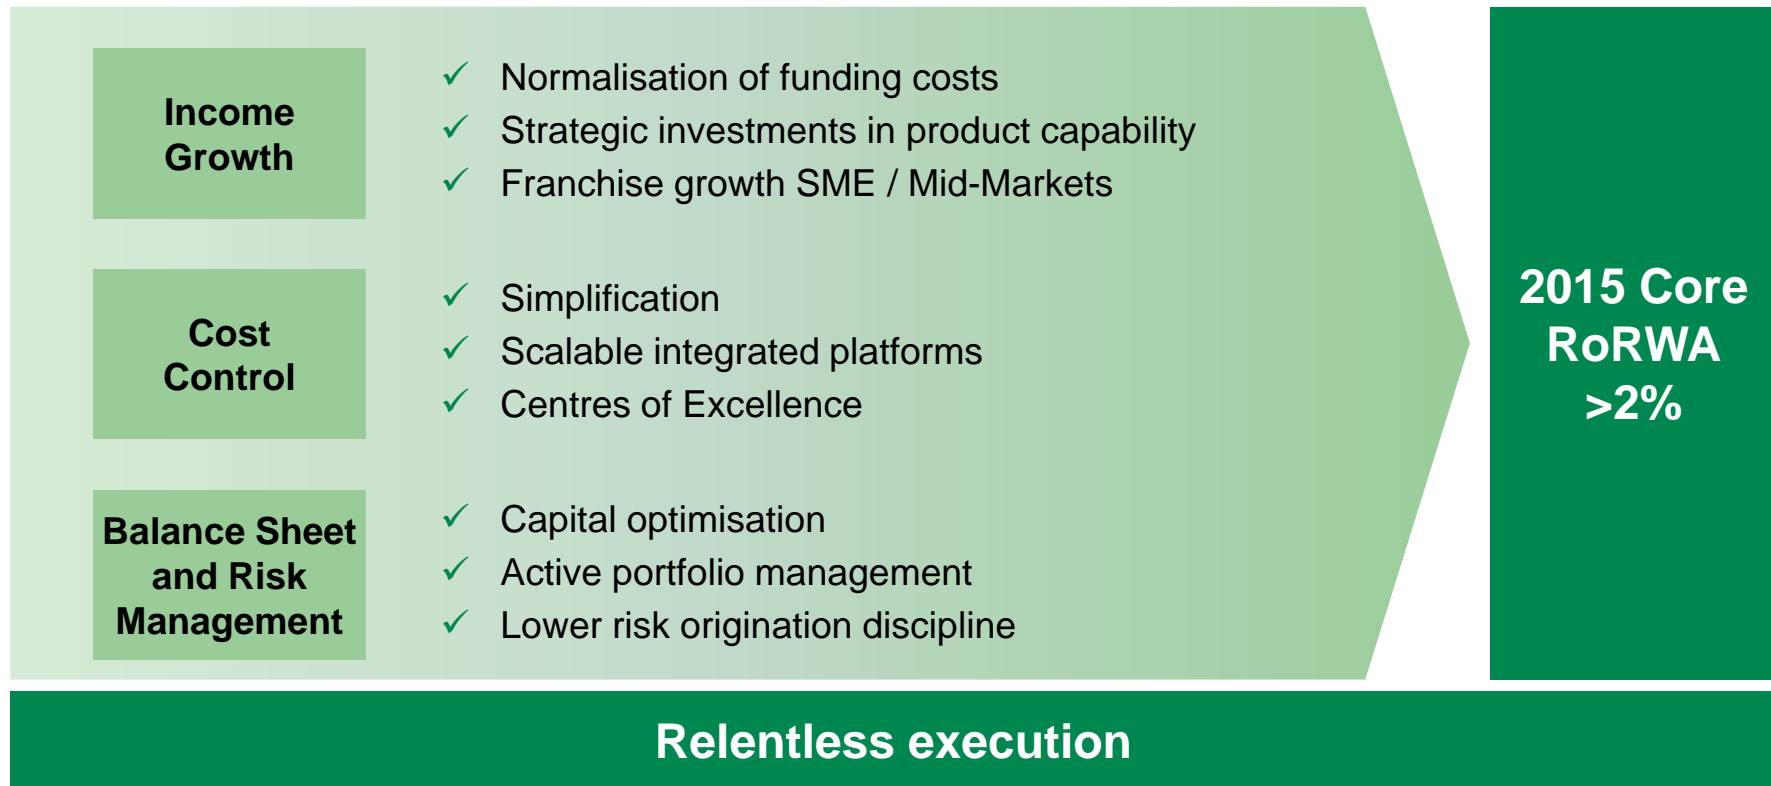 Income
Growth
Normalisation of funding costs
Strategic investments in product capability
Franchise growth SME / Mid-Markets
Cost
Control
Simplification
Scalable integrated platforms
Centres of Excellence
Balance Sheet
and Risk
Management
Capital optimisation
Active portfolio management
Lower risk origination discipline
2015 Core
RoRWA
>2%
Relentless execution